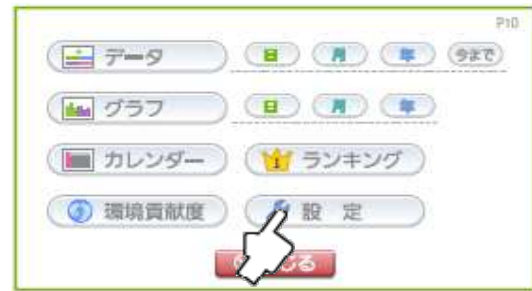 P10
データ 日 月 年 今まで
グラフ 日 月 年
カレンダー ランキング
環境貢献度 設 定
じる